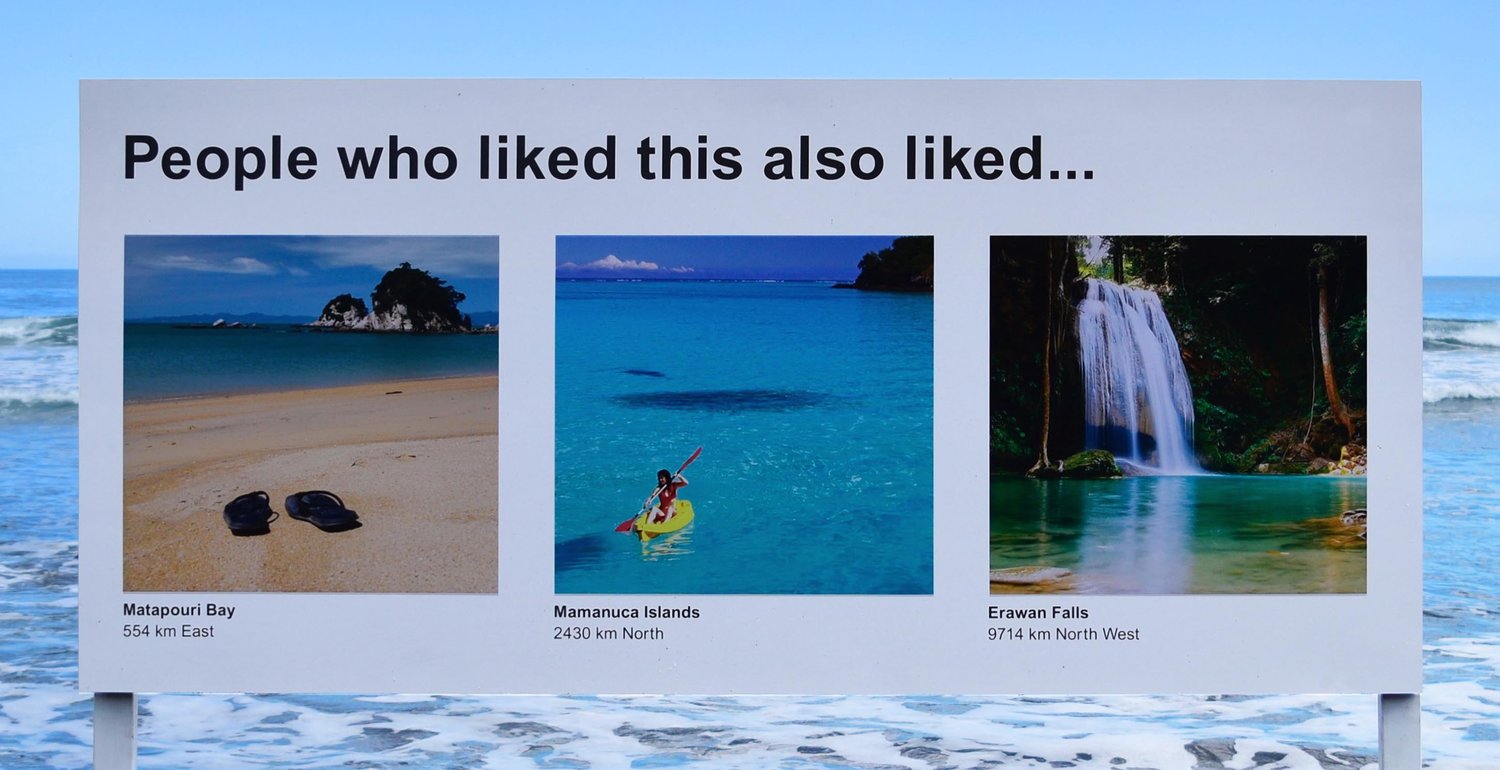 People who liked this also liked...
Matapouri Bay
554 km East
Mamanuca Islands
2430 km North
Erawan Falls
9714 km North West